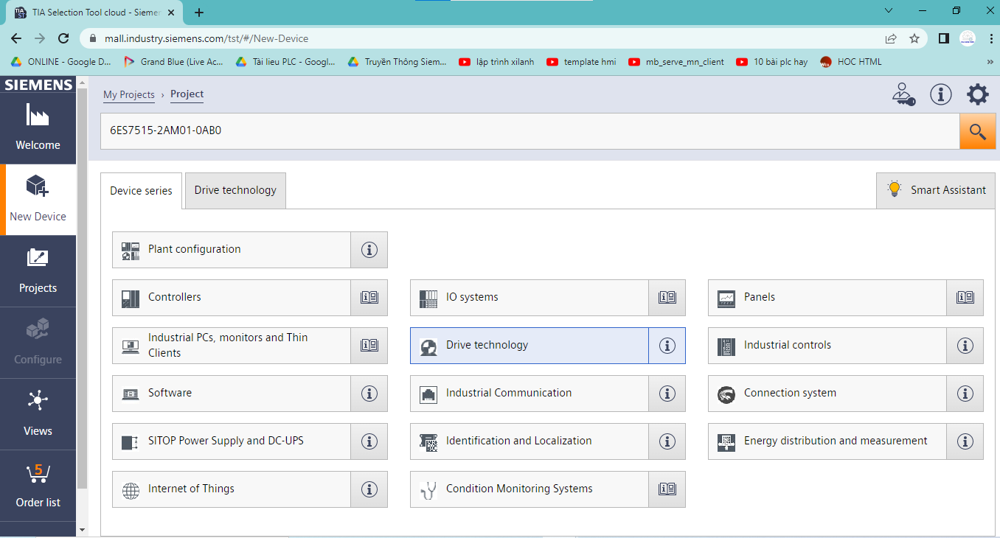 TIA Selection Tool cloud - Siemen
mall.industry.siemens.com/tst/#/New-Device
ONLINE - Google D...
Grand Blue (Live Ac...
Tài lieu PLC - Googl...
Truyền Thông Siem...
lập trình xilanh
template hmi
mb_serve_mn_client
10 bài plc hay
HOC HTML
SIEMENS
Welcome
New Device
Projects
Configure
Views
5
Order list
My Projects › Project
6ES7515-2AM01-0AB0
Device series
Drive technology
Smart Assistant
Plant configuration
Controllers
IO systems
Panels
Industrial PCs, monitors and Thin
Clients
Drive technology
Industrial controls
Software
Industrial Communication
Connection system
SITOP Power Supply and DC-UPS
Identification and Localization
Energy distribution and measurement
Internet of Things
Condition Monitoring Systems